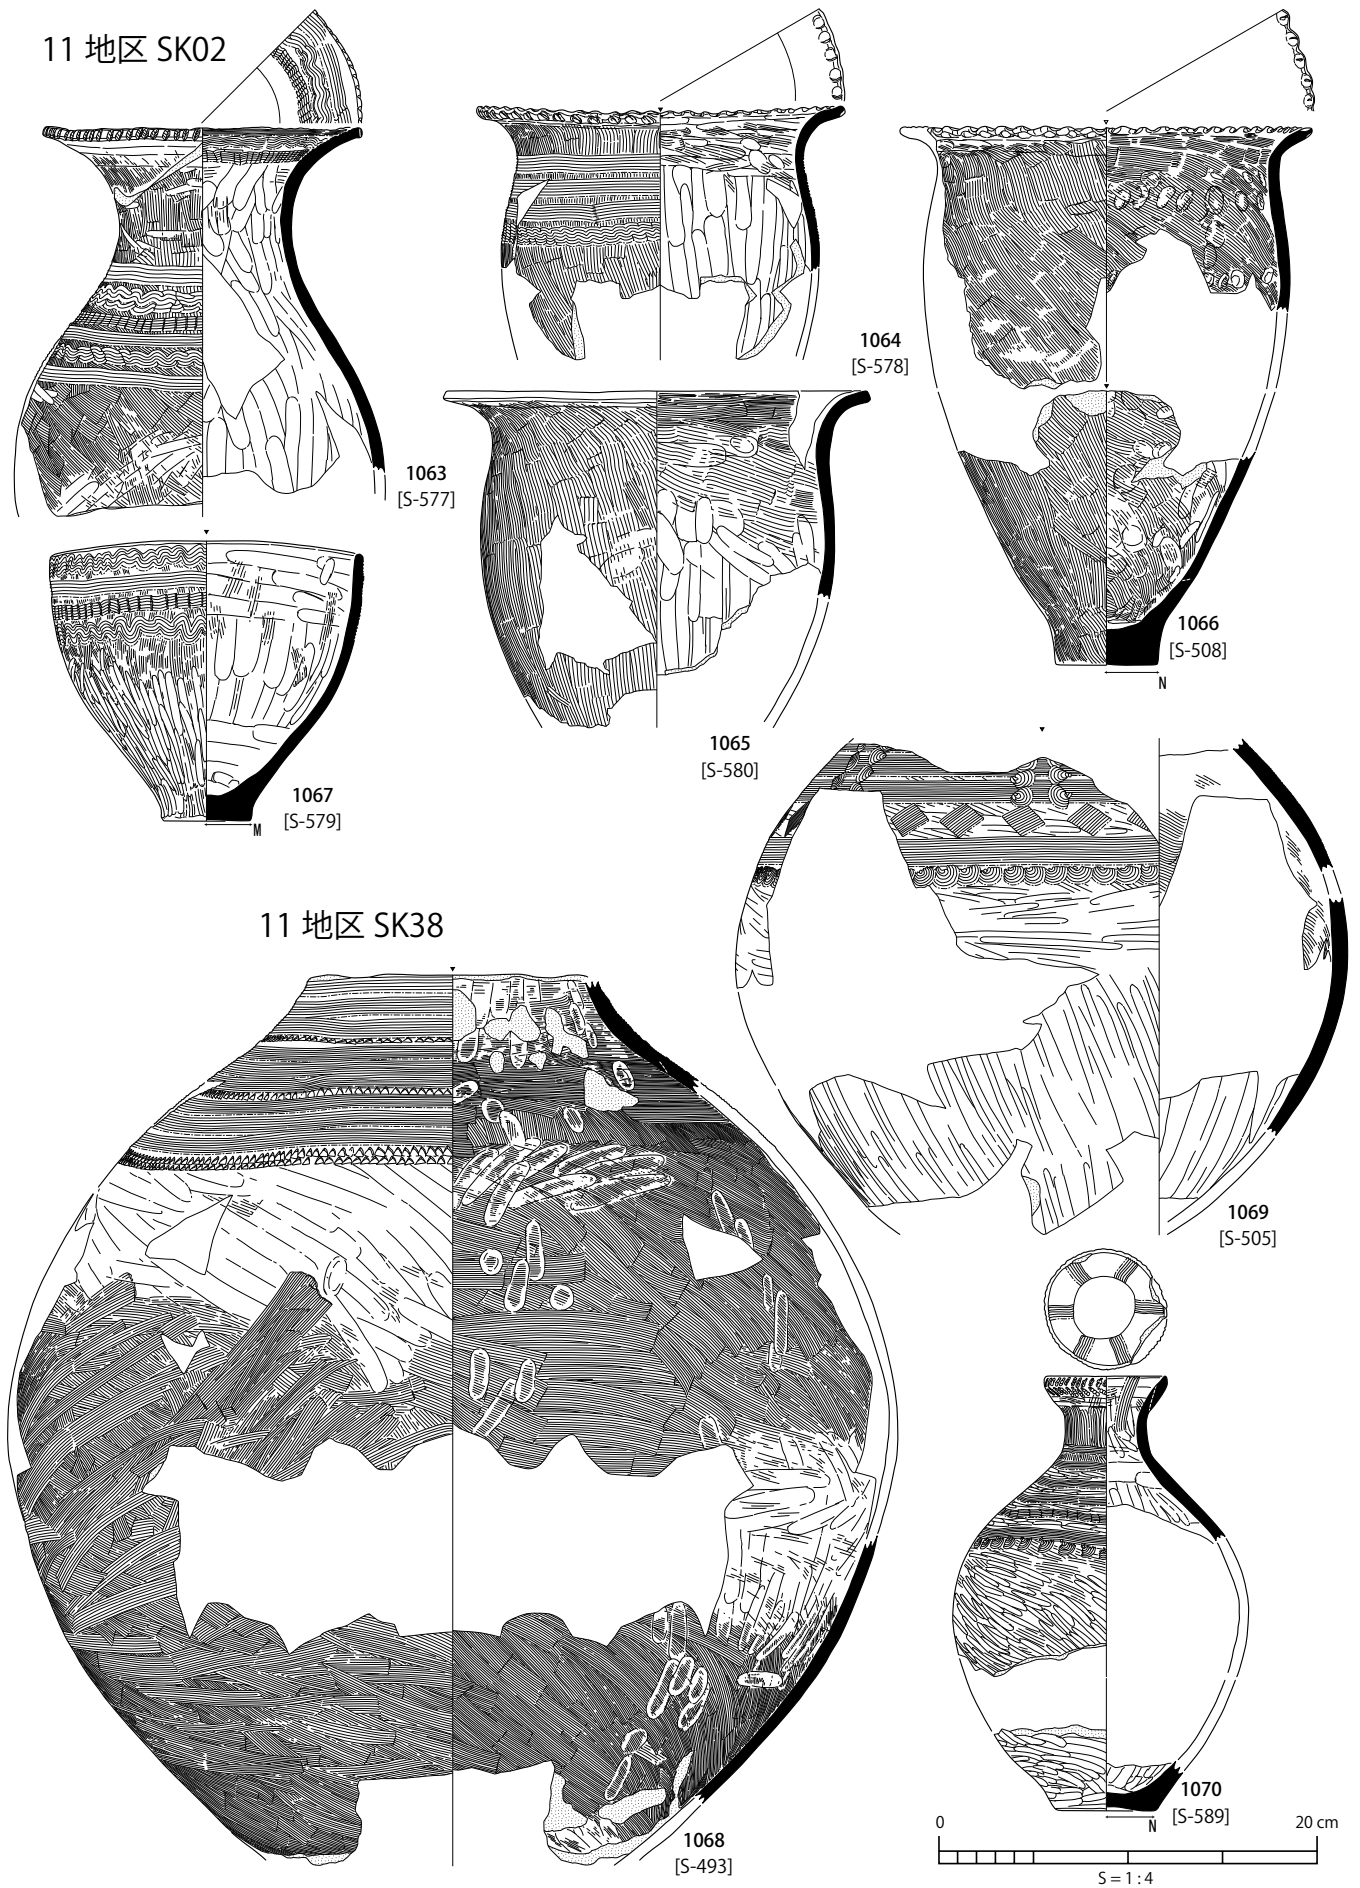 11 地区 SK02
1063
[S-577]
1064
[S-578]
1065
[S-580]
1066
[S-508]
N
1067
[S-579]
M
11 地区 SK38
1068
[S-493]
1069
[S-505]
1070
[S-589]
N
0 20 cm
S = 1 : 4